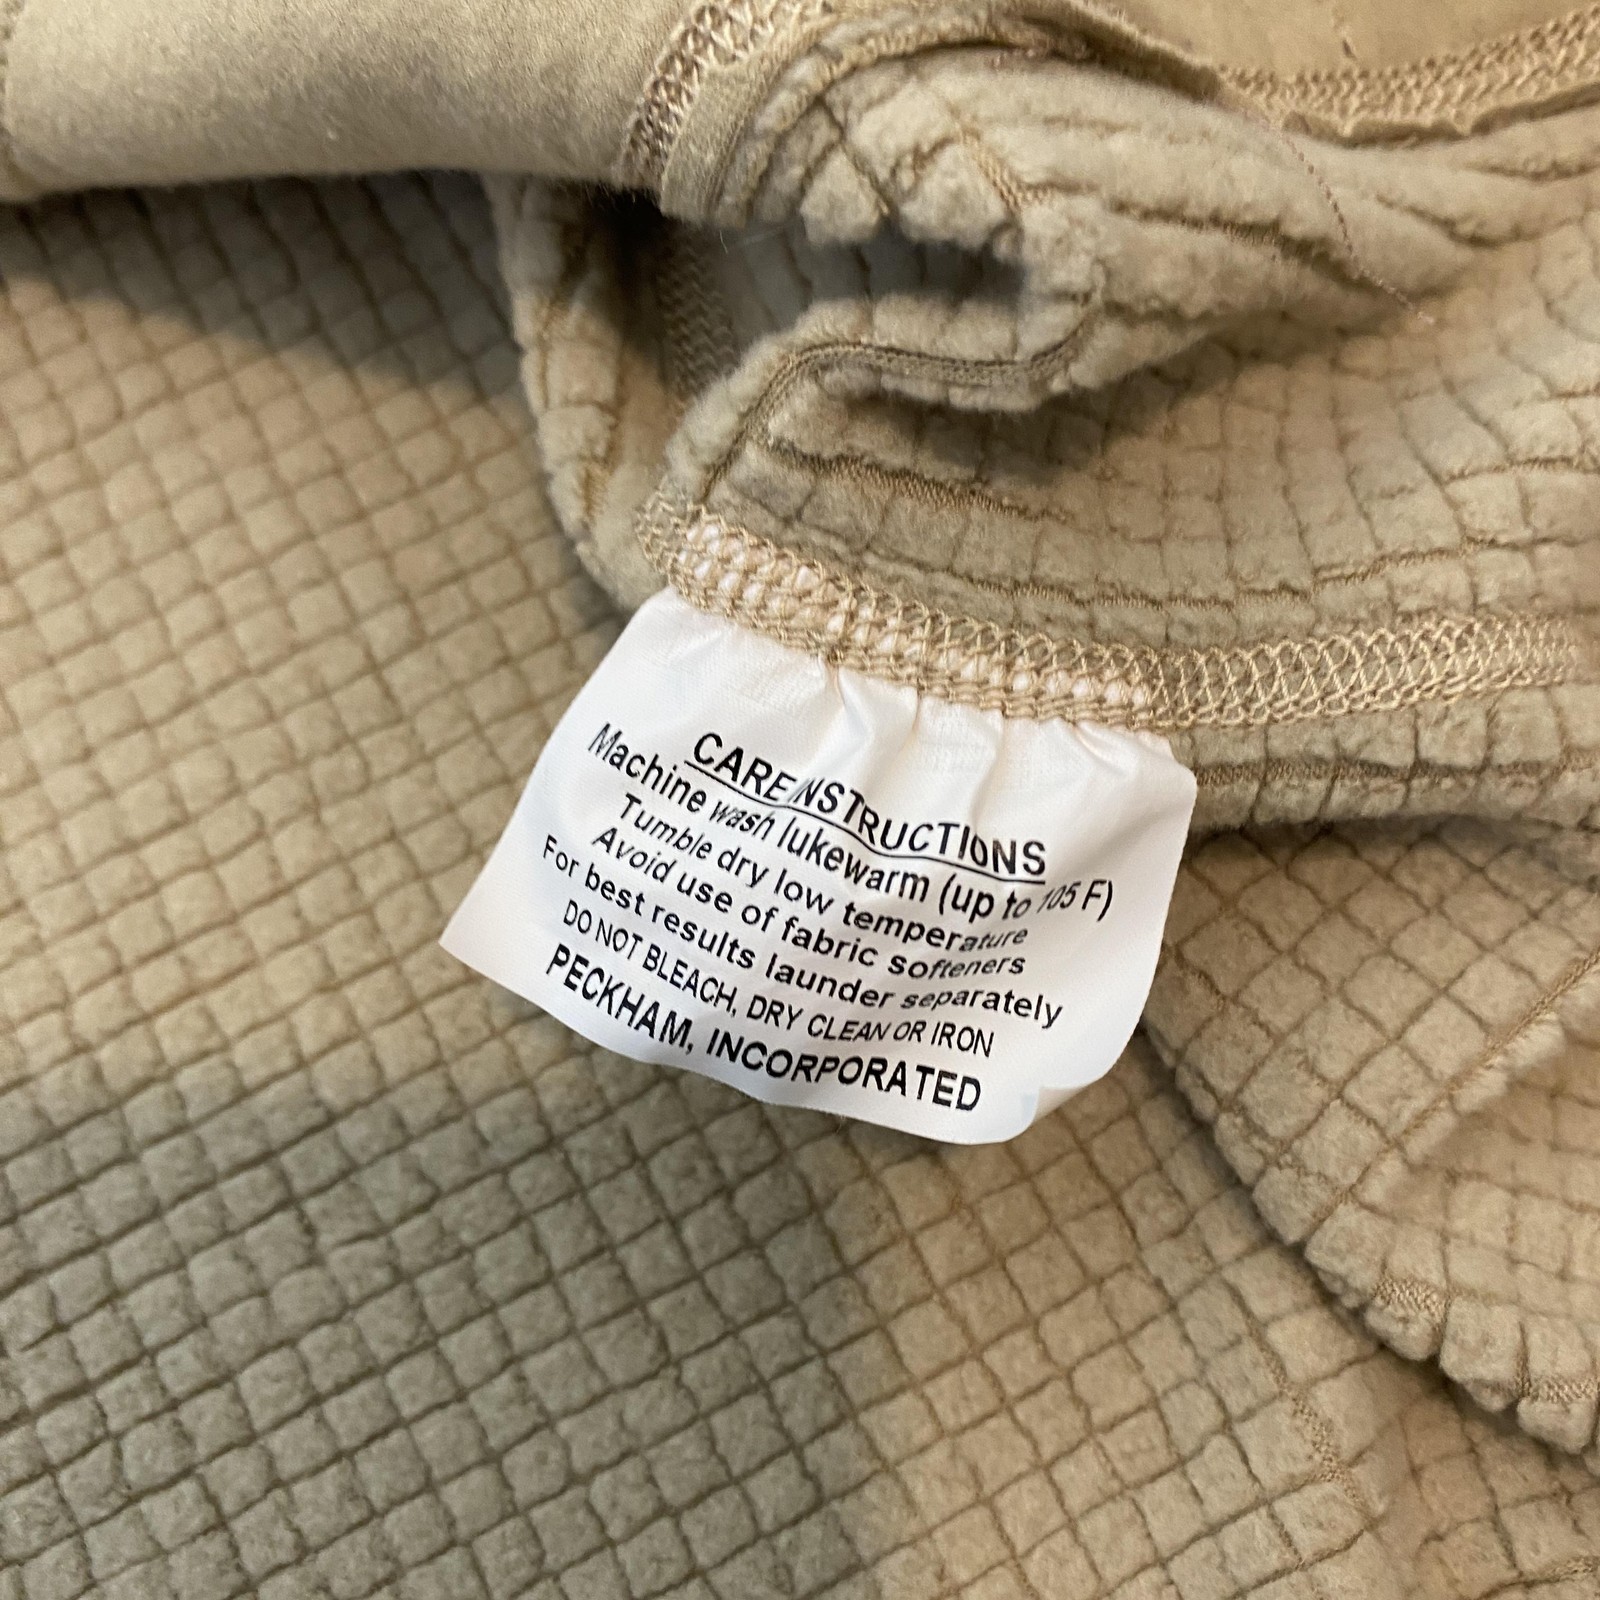 CARE INSTRUCTIONS
Machine wash lukewarm (up to 105 F)
Tumble dry low temperature
Avoid use of fabric softeners
For best results launder separately
DO NOT BLEACH, DRY CLEAN OR IRON
PECKHAM, INCORPORATED